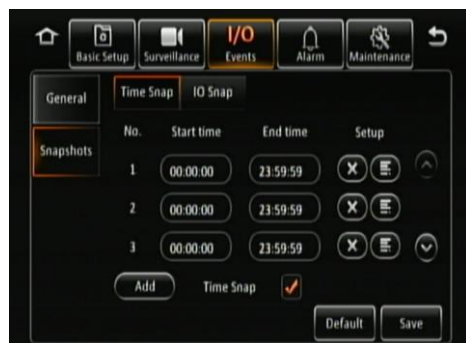 I/O
Basic Setup Surveillance Events Alarm Maintenance
General Time Snap IO Snap
No. Start time End time Setup
Snapshots
1 00:00:00 23:59:59
2 00:00:00 23:59:59
3 00:00:00 23:59:59
Add Time Snap
Default Save